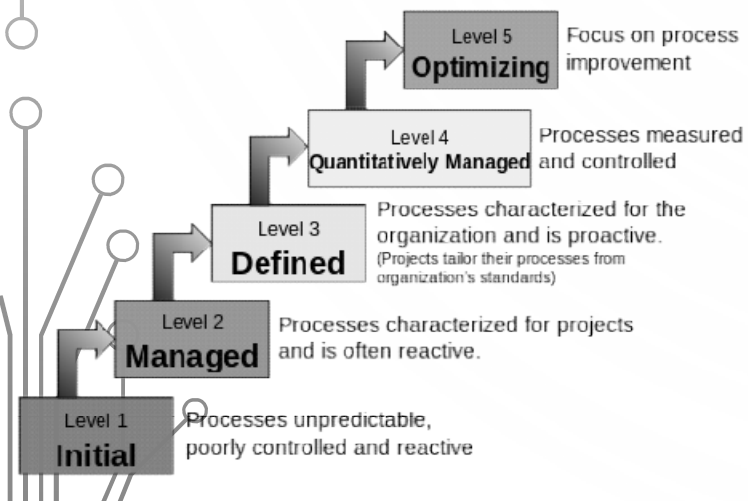 Level 5
Optimizing
Focus on process
improvement
Level 4
Quantitatively Managed
Processes measured
and controlled
Level 3
Defined
Processes characterized for the
organization and is proactive.
(Projects tailor their processes from
organization's standards)
Level 2
Managed
Processes characterized for projects
and is often reactive.
Level 1
Initial
Processes unpredictable,
poorly controlled and reactive